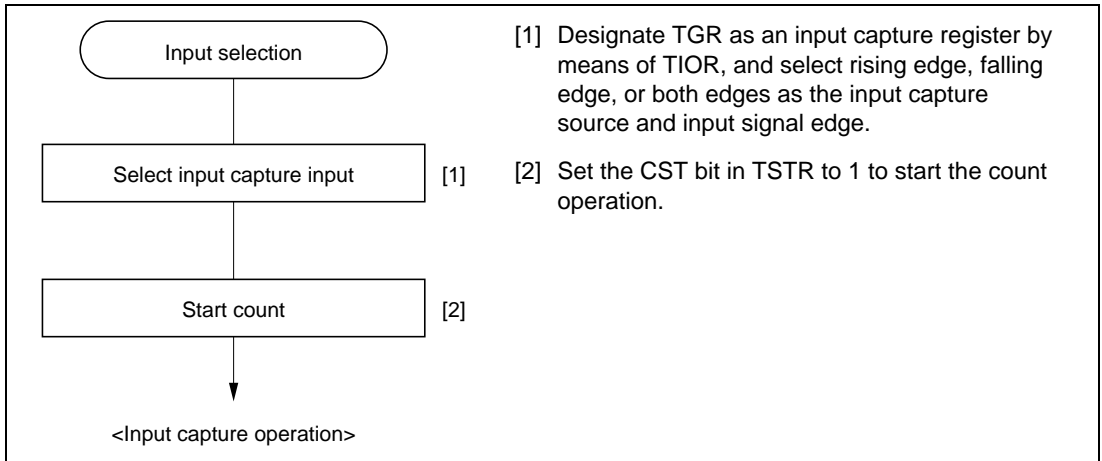 Input selection
Select input capture input
[1]
Start count
[2]
<Input capture operation>
[1] Designate TGR as an input capture register by
means of TIOR, and select rising edge, falling
edge, or both edges as the input capture
source and input signal edge.
[2] Set the CST bit in TSTR to 1 to start the count
operation.